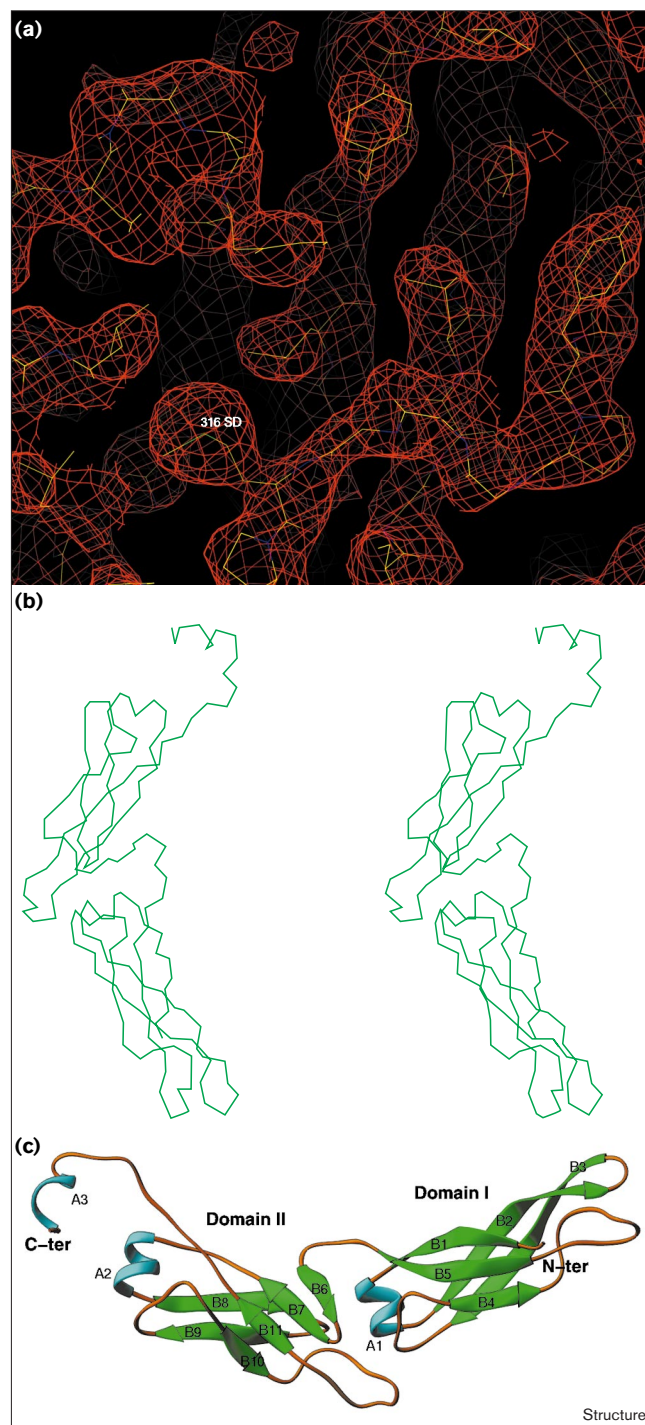 (a)
316 SD
(b)
(c)
A3
C–ter
Domain II
Domain I
B3
B2
B1
N–ter
A2
B6
B5
B8
B7
B4
B9
B11
A1
B10
Structure